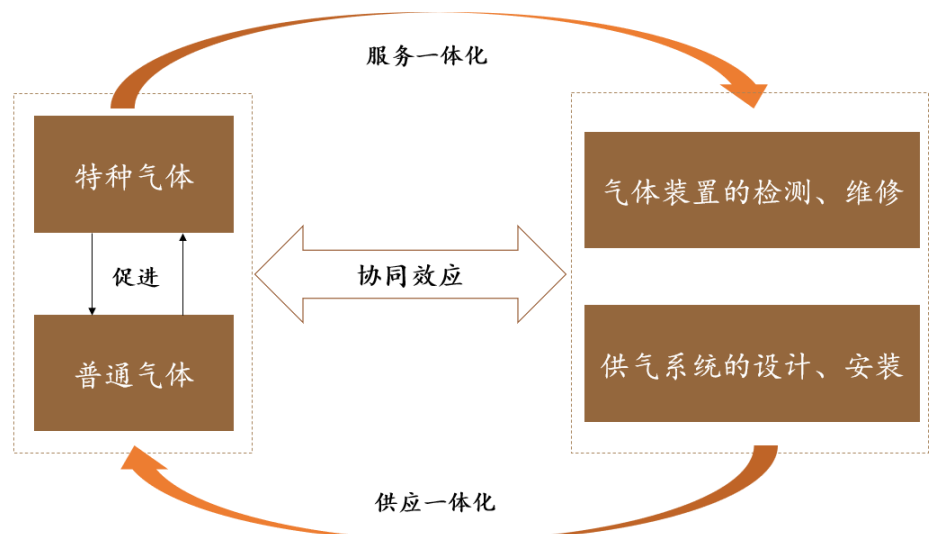 服务一体化
特种气体
气体装置的检测、维修
促进
协同效应
普通气体
供气系统的设计、安装
供应一体化